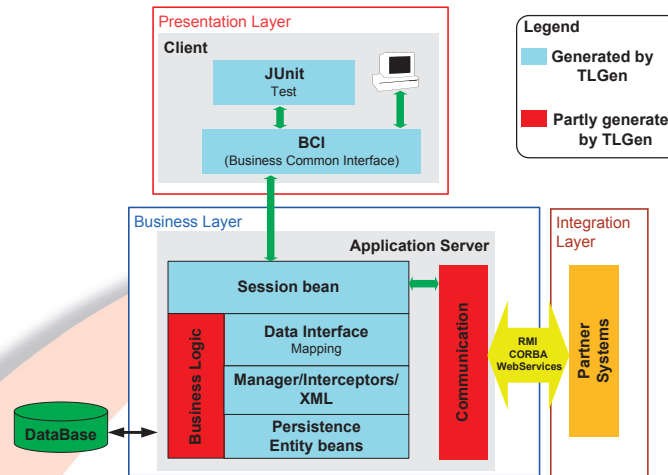 Presentation Layer
Client
JUnit
Test
BCI
(Business Common Interface)
Legend
Generated by
TLGen
Partly generate
by TLGen
Business Layer
Application Server
Session bean
Business Logic
Data Interface
Mapping
Manager/Interceptors/
XML
Persistence
Entity beans
Communication
RMI
CORBA
WebServices
Integration
Layer
Partner
Systems
DataBase